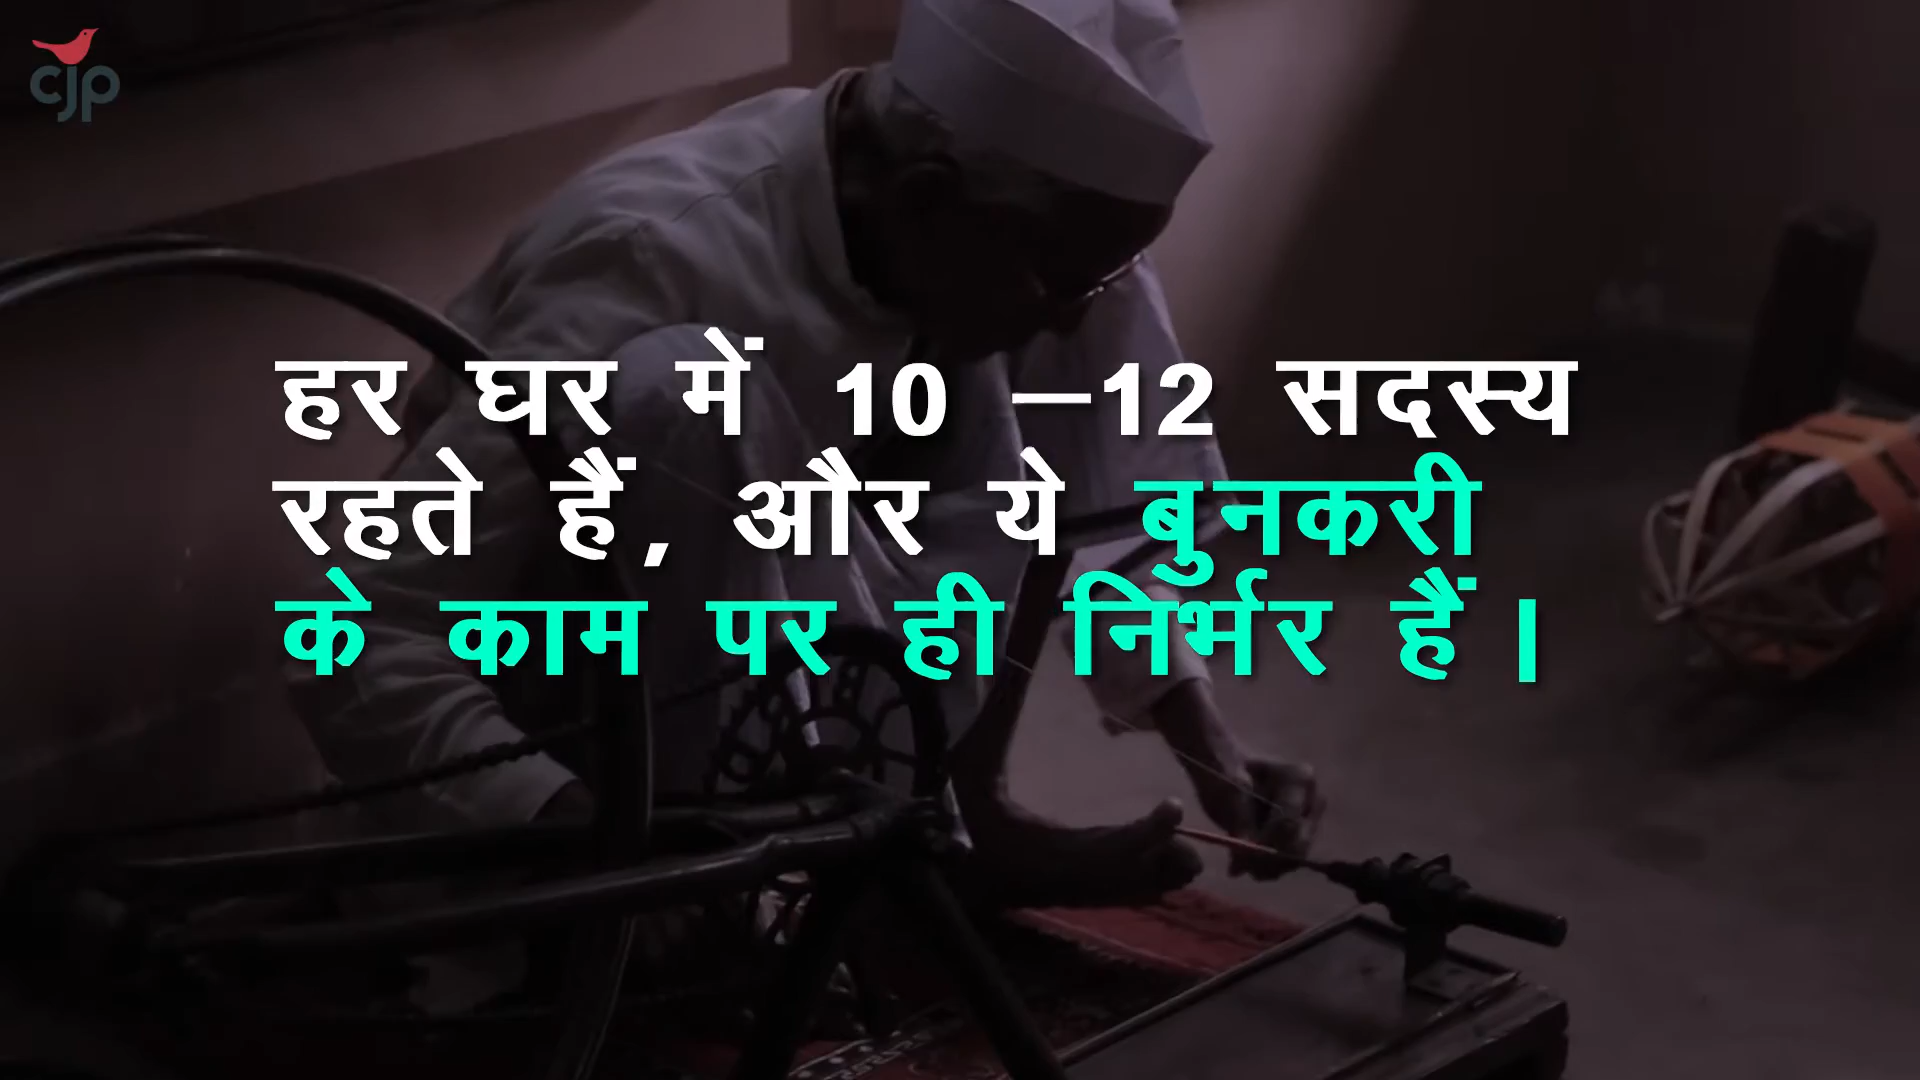 cjp
हर घर में 10 –12 सदस्य
रहते हैं, और ये बुनकरी
के काम पर ही निर्भर हैं।